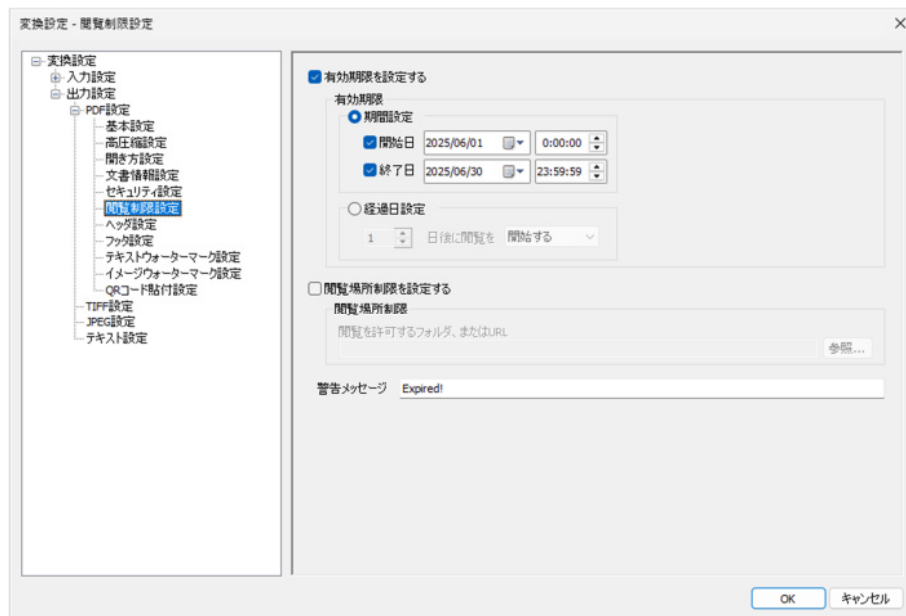 変換設定 - 閲覧制限設定
変換設定
入力設定
出力設定
PDF設定
基本設定
高圧縮設定
開き方設定
文書情報設定
セキュリティ設定
閲覧制限設定
ヘッダ設定
フッタ設定
テキストウォーターマーク設定
イメージウォーターマーク設定
QRコード貼付設定
TIFF設定
JPEG設定
テキスト設定
有効期限を設定する
有効期限
期間設定
開始日 2025/06/01 0:00:00
終了日 2025/06/30 23:59:59
経過日設定
1 日後に閲覧を 開始する
閲覧場所制限を設定する
閲覧場所制限
閲覧を許可するフォルダ、またはURL
参照...
警告メッセージ Expired!
OK キャンセル